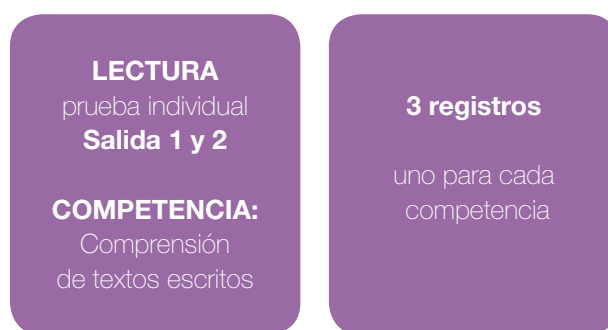 LECTURA
prueba individual
Salida 1 y 2
COMPETENCIA:
Comprensión
de textos escritos
3 registros
uno para cada
competencia